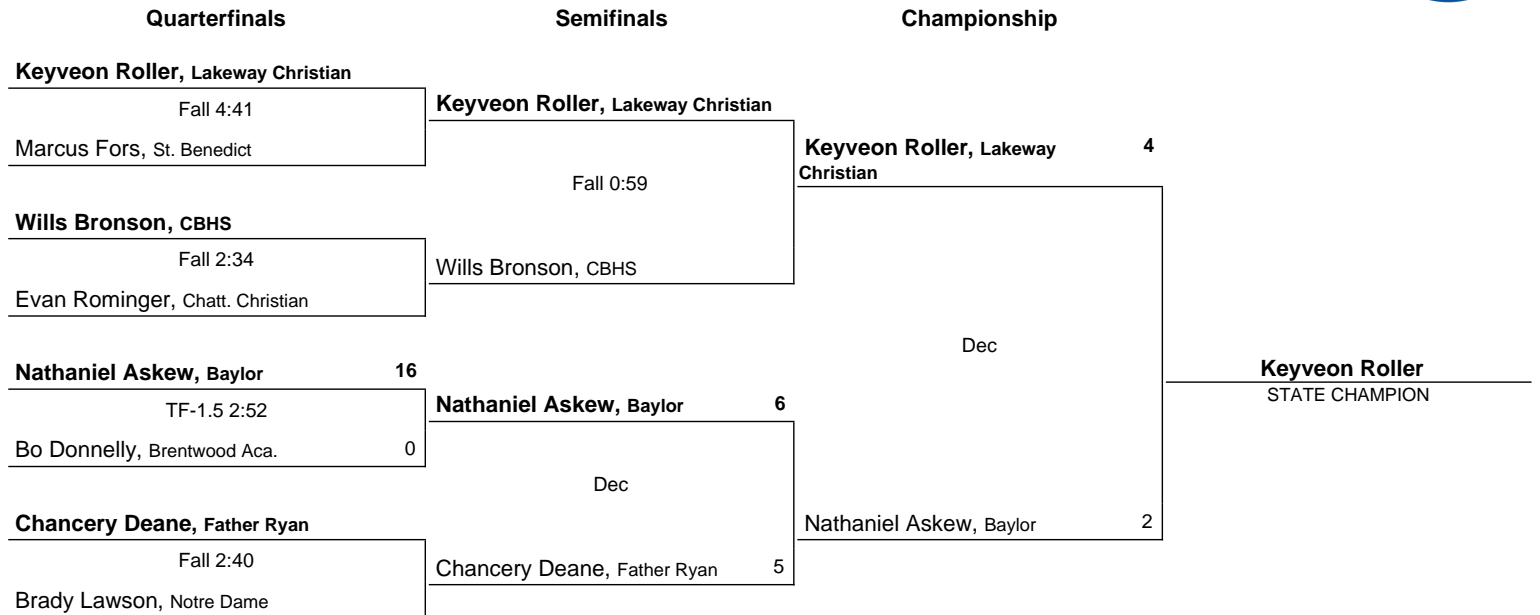 Quarterfinals Semifinals Championship
Keyveon Roller, Lakeway Christian
Fall 4:41
Marcus Fors, St. Benedict
Wills Bronson, CBHS
Fall 2:34
Evan Rominger, Chatt. Christian
Nathaniel Askew, Baylor 16
TF-1.5 2:52
Bo Donnelly, Brentwood Aca. 0
Chancery Deane, Father Ryan
Fall 2:40
Brady Lawson, Notre Dame
Keyveon Roller, Lakeway Christian
Fall 0:59
Wills Bronson, CBHS
Nathaniel Askew, Baylor 6
Dec
Chancery Deane, Father Ryan 5
Keyveon Roller, Lakeway 4
Christian
Dec
Nathaniel Askew, Baylor 2
Keyveon Roller
STATE CHAMPION